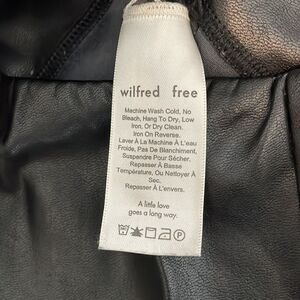 wilfred free
Machine Wash Cold, No
Bleach, Hang To Dry, Low
Iron, Or Dry Clean.
Iron On Reverse.
Laver À La Machine À L'eau
Froide, Pas De Blanchiment,
Suspendre Pour Sécher.
Repasser À Basse
Température, Ou Nettoyer À
Sec.
Repasser À L'envers.
A little love
goes a long way.
P